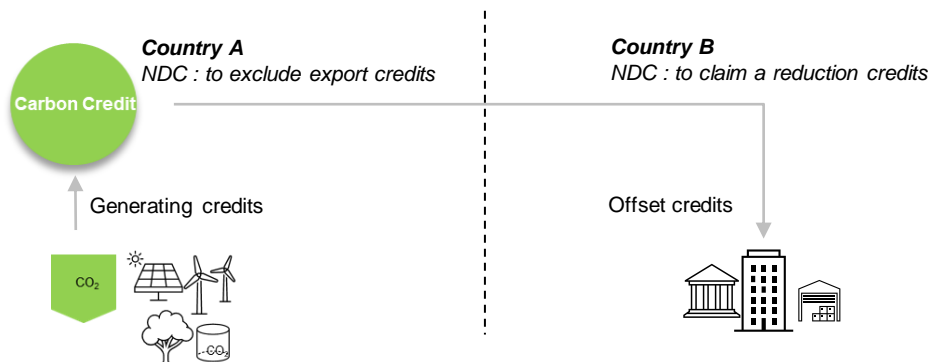 Country A
NDC : to exclude export credits
Country B
NDC : to claim a reduction credits
Carbon Credit
Generating credits
Offset credits
CO₂
CO₂